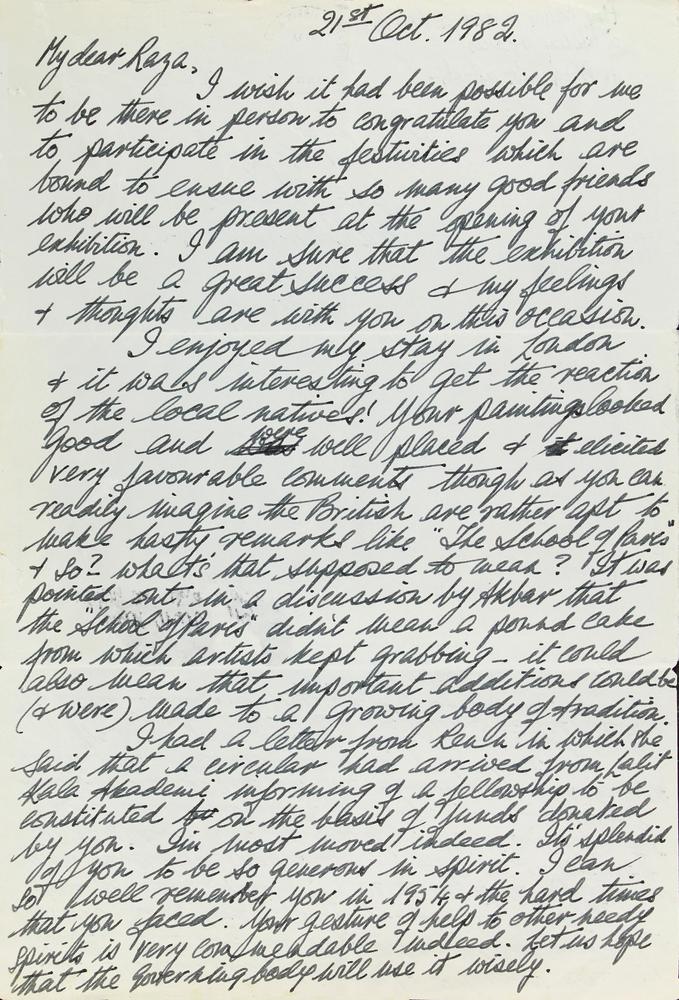 21st Oct. 1982.
My dear Raza,
I wish it had been possible for me
to be there in person to congratulate you and
to participate in the festivities which are
bound to ensue with so many good friends
who will be present at the opening of your
exhibition. I am sure that the exhibition
will be a great success & my feelings
& thoughts are with you on this occasion.
I enjoyed my stay in London
& it was interesting to get the reaction
of the local natives! Your paintings looked
good and were well placed & elicited
very favourable comments though as you can
readily imagine the British are rather apt to
make hasty remarks like "The School of Paris"
& so? what's that supposed to mean? It was
pointed out in a discussion by Akbar that
the "School of Paris" didn't mean a pound cake
from which artists kept grabbing - it could
also mean that important additions could be
(& were) made to a growing body of tradition.
I had a letter from Renu in which she
said that a circular had arrived from Lalit
Kala Akademi informing of a fellowship to be
constituted on the basis of funds donated
by you. I'm most moved indeed. It's splendid
of you to be so generous in spirit. I can
so well remember you in 1954 & the hard times
that you faced. Your gesture of help to other needy
spirits is very commendable indeed. Let us hope
that the governing body will use it wisely.